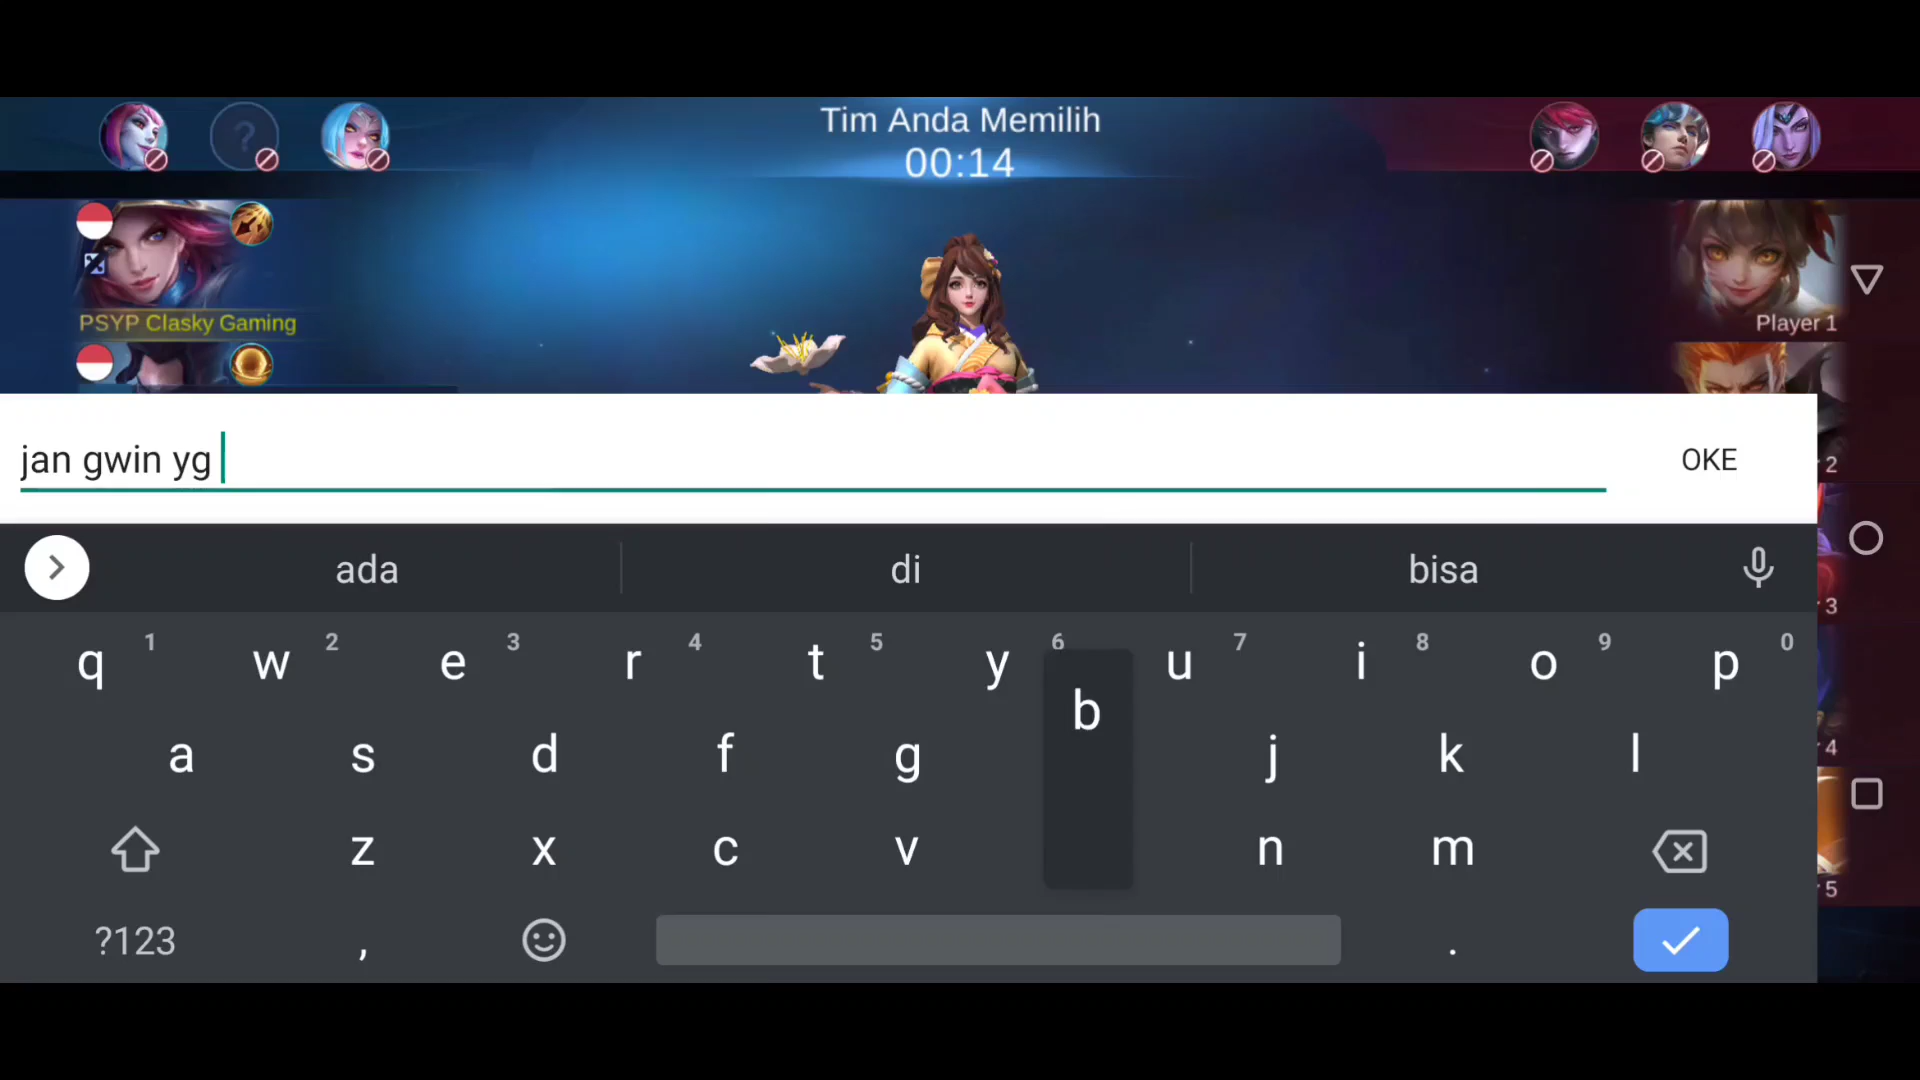 Tim Anda Memilih
00:14
?
PSYP Clasky Gaming
Player 1
2
3
4
5
jan gwin yg
OKE
ada di bisa
q 1 w 2 e 3 r 4 t 5 y 6 u 7 i 8 o 9 p 0
b
a s d f g j k l
z x c v n m
?123 , .